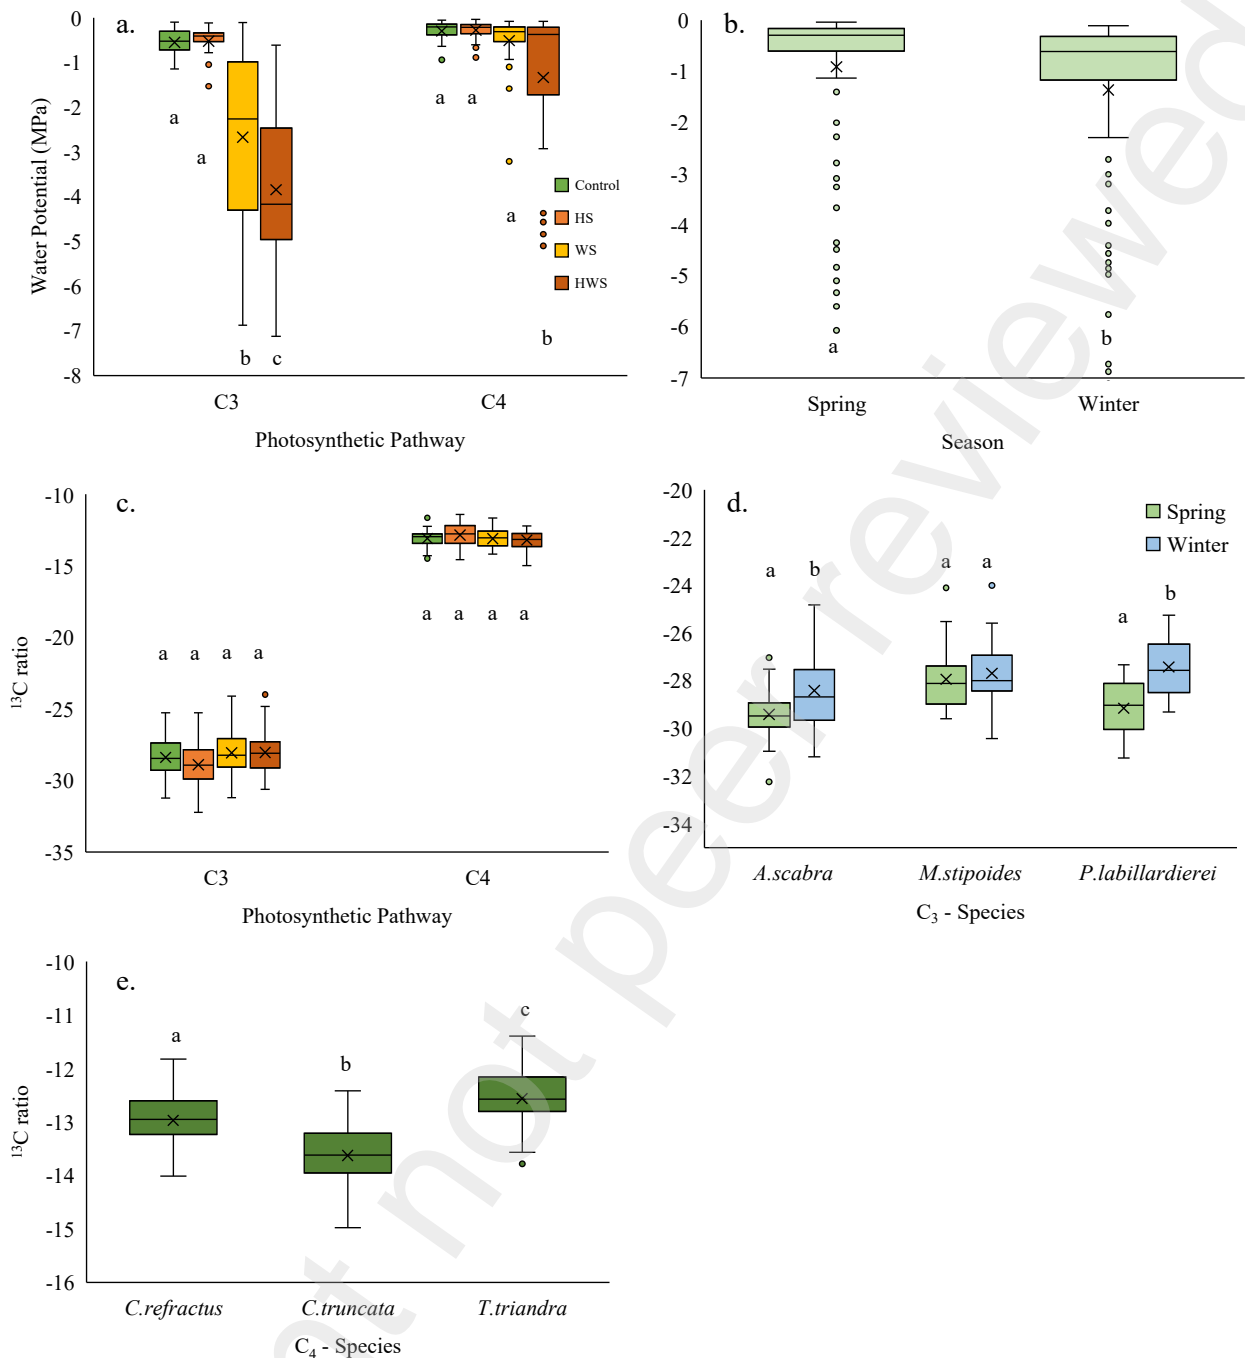 a.
0
-1
-2
-3
-4
-5
-6
-7
-8
Water Potential (MPa)
a
a
b
c
a
a
a
b
Control
HS
WS
HWS
C3
C4
Photosynthetic Pathway
b.
0
-1
-2
-3
-4
-5
-6
-7
a
b
Spring
Winter
Season
c.
-10
-15
-20
-25
-30
-35
¹³C ratio
a a a a
a a a a
C3
C4
Photosynthetic Pathway
d.
-20
-22
-24
-26
-28
-30
-32
-34
Spring
Winter
a b
a a
a b
A.scabra
M.stipoides
P.labillardierei
C₃ - Species
e.
-10
-11
-12
-13
-14
-15
-16
¹³C ratio
a
b
c
C.refractus
C.truncata
T.triandra
C₄ - Species
not peer reviewed